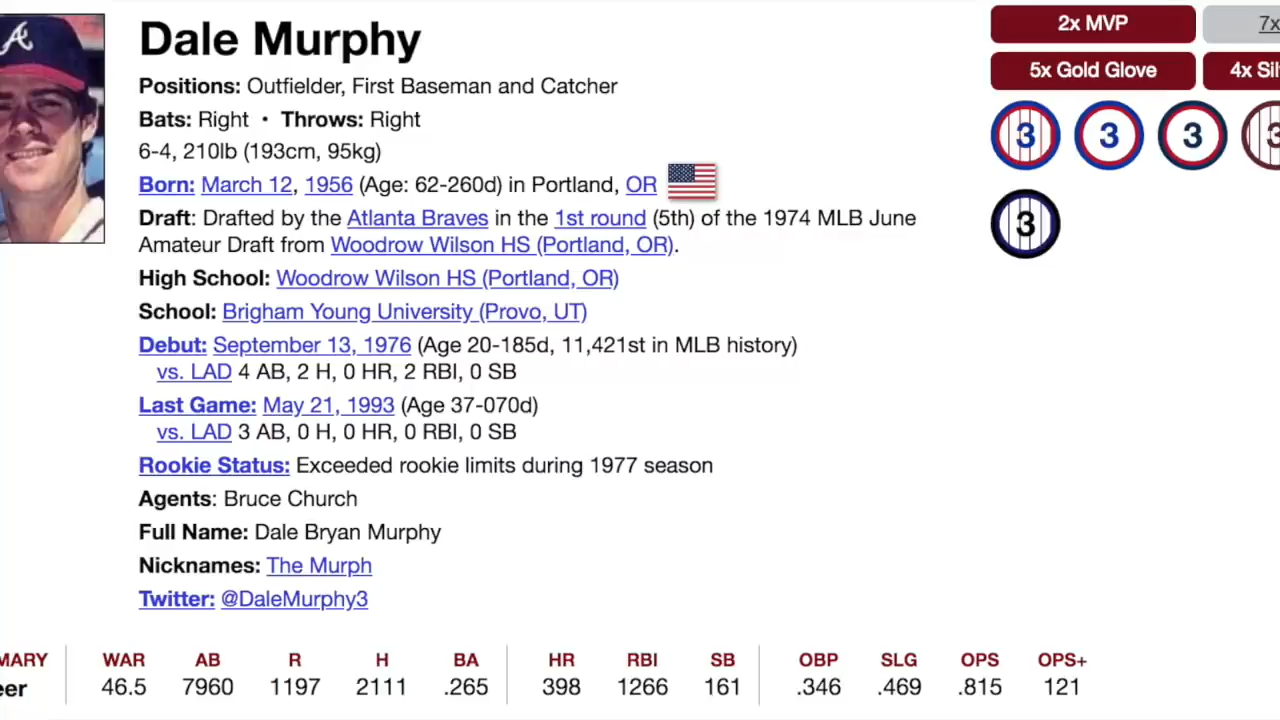 Dale Murphy
Positions: Outfielder, First Baseman and Catcher
Bats: Right • Throws: Right
6-4, 210lb (193cm, 95kg)
Born: March 12, 1956 (Age: 62-260d) in Portland, OR
Draft: Drafted by the Atlanta Braves in the 1st round (5th) of the 1974 MLB June
Amateur Draft from Woodrow Wilson HS (Portland, OR).
High School: Woodrow Wilson HS (Portland, OR)
School: Brigham Young University (Provo, UT)
Debut: September 13, 1976 (Age 20-185d, 11,421st in MLB history)
vs. LAD 4 AB, 2 H, 0 HR, 2 RBI, 0 SB
Last Game: May 21, 1993 (Age 37-070d)
vs. LAD 3 AB, 0 H, 0 HR, 0 RBI, 0 SB
Rookie Status: Exceeded rookie limits during 1977 season
Agents: Bruce Church
Full Name: Dale Bryan Murphy
Nicknames: The Murph
Twitter: @DaleMurphy3
2x MVP 7x
5x Gold Glove 4x Sil
3 3 3 3
3
MARY WAR AB R H BA HR RBI SB OBP SLG OPS OPS+
eer 46.5 7960 1197 2111 .265 398 1266 161 .346 .469 .815 121